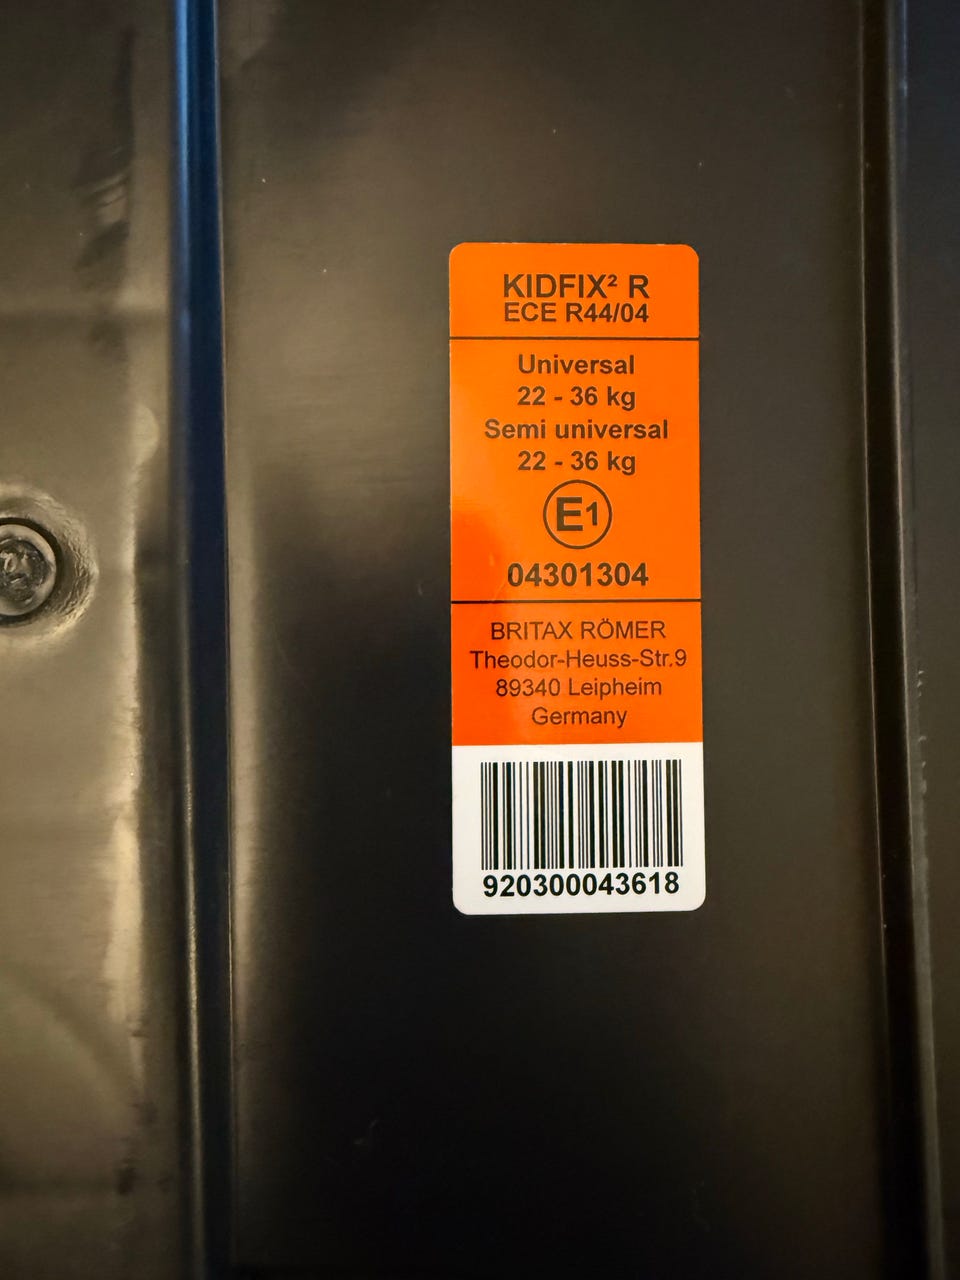 KIDFIX² R
ECE R44/04
Universal
22 - 36 kg
Semi universal
22 - 36 kg
E1
04301304
BRITAX RÖMER
Theodor-Heuss-Str.9
89340 Leipheim
Germany
920300043618